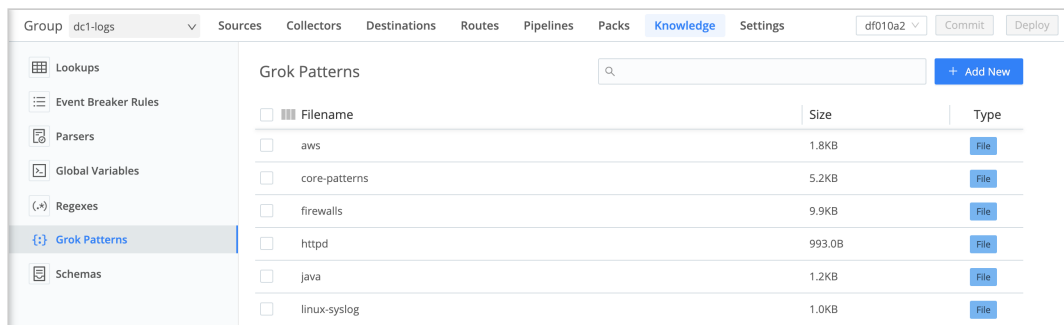 Group dc1-logs Sources Collectors Destinations Routes Pipelines Packs Knowledge Settings df010a2 Commit Deploy
Lookups
Event Breaker Rules
Parsers
Global Variables
(.*) Regexes
{:} Grok Patterns
Schemas
Grok Patterns
+ Add New
Filename Size Type
aws 1.8KB File
core-patterns 5.2KB File
firewalls 9.9KB File
httpd 993.0B File
java 1.2KB File
linux-syslog 1.0KB File